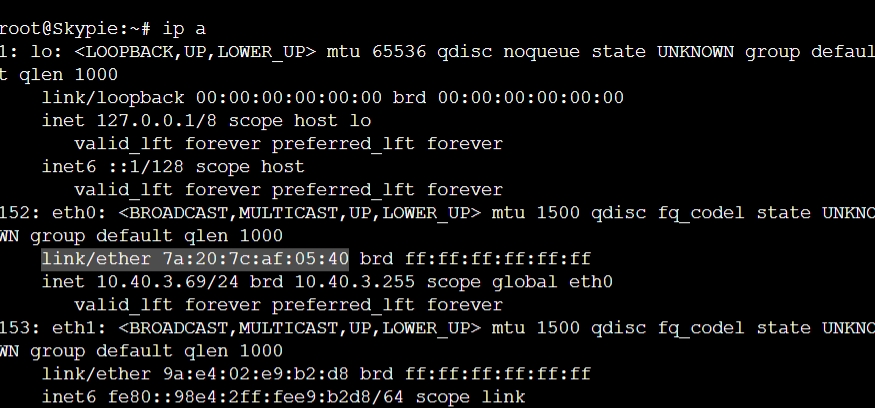 root@Skypie:~# ip a
1: lo: <LOOPBACK,UP,LOWER_UP> mtu 65536 qdisc noqueue state UNKNOWN group defaul
t qlen 1000
    link/loopback 00:00:00:00:00:00 brd 00:00:00:00:00:00
    inet 127.0.0.1/8 scope host lo
       valid_lft forever preferred_lft forever
    inet6 ::1/128 scope host
       valid_lft forever preferred_lft forever
152: eth0: <BROADCAST,MULTICAST,UP,LOWER_UP> mtu 1500 qdisc fq_codel state UNKNO
WN group default qlen 1000
    link/ether 7a:20:7c:af:05:40 brd ff:ff:ff:ff:ff:ff
    inet 10.40.3.69/24 brd 10.40.3.255 scope global eth0
       valid_lft forever preferred_lft forever
153: eth1: <BROADCAST,MULTICAST,UP,LOWER_UP> mtu 1500 qdisc fq_codel state UNKNO
WN group default qlen 1000
    link/ether 9a:e4:02:e9:b2:d8 brd ff:ff:ff:ff:ff:ff
    inet6 fe80::98e4:2ff:fee9:b2d8/64 scope link